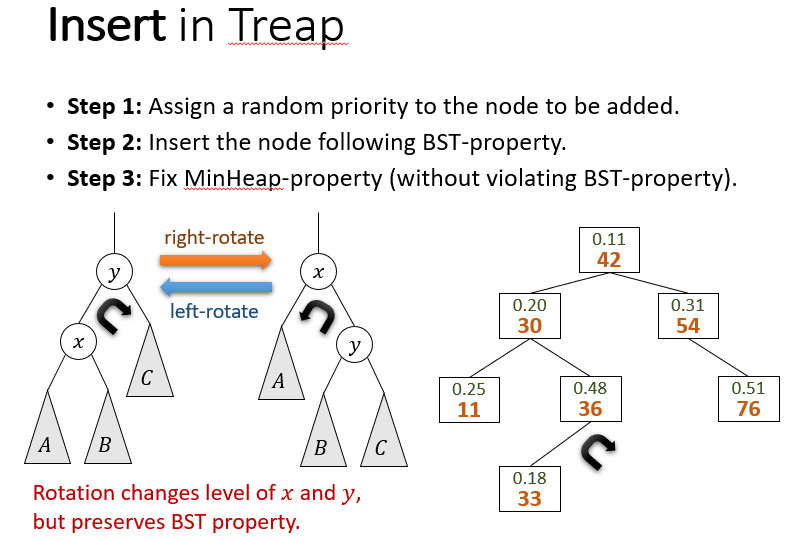 Insert in Treap
• Step 1: Assign a random priority to the node to be added.
• Step 2: Insert the node following BST-property.
• Step 3: Fix MinHeap-property (without violating BST-property).
right-rotate
left-rotate
y
x
A
B
C
x
A
y
B
C
Rotation changes level of x and y,
but preserves BST property.
0.11
42
0.20
30
0.31
54
0.25
11
0.48
36
0.51
76
0.18
33